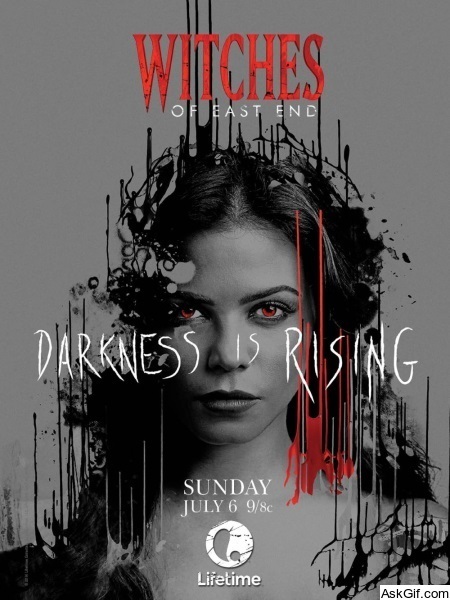 WITCHES
OF EAST END
DARKNESS IS RISING
SUNDAY
JULY 6 9/8c
Lifetime
AskGif.com